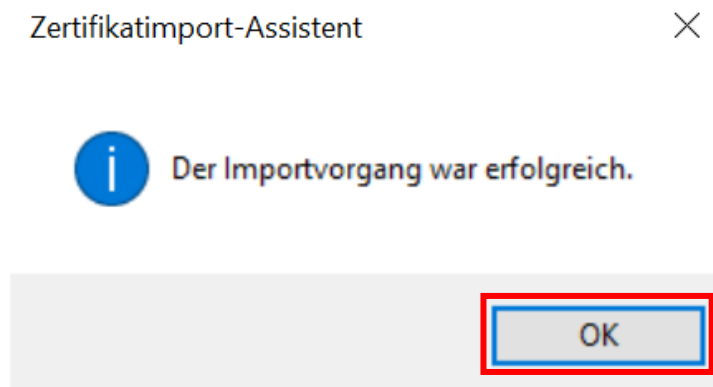 Zertifikatimport-Assistent
Der Importvorgang war erfolgreich.
OK